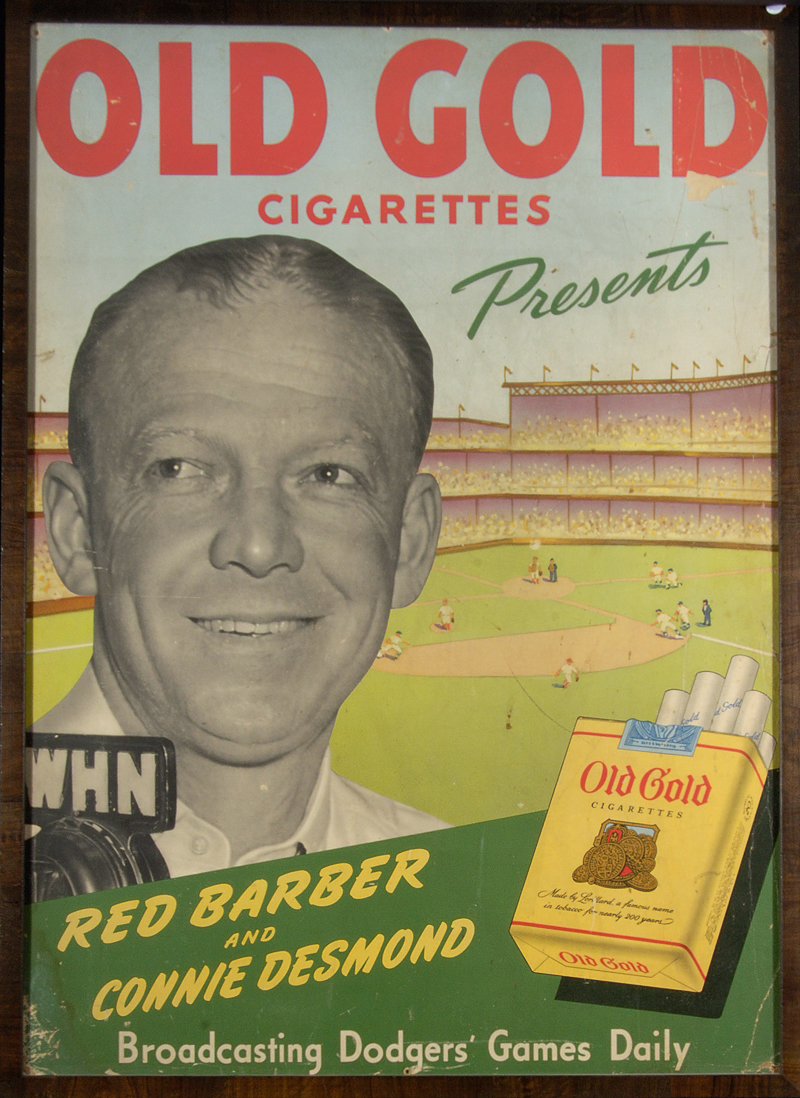 OLD GOLD
CIGARETTES
Presents
WHN
Old Gold
CIGARETTES
Made by Lorillard, a famous name
in tobacco for nearly 200 years
Old Gold
RED BARBER
AND
CONNIE DESMOND
Broadcasting Dodgers' Games Daily